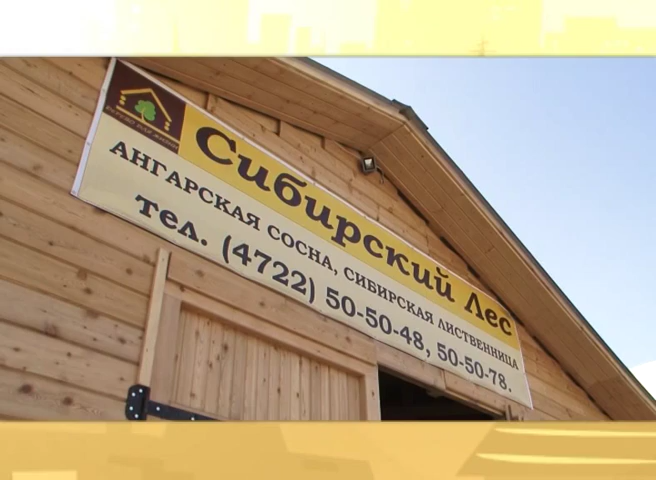 Сибирский Лес
АНГАРСКАЯ СОСНА, СИБИРСКАЯ ЛИСТВЕННИЦА
тел. (4722) 50-50-48, 50-50-78.